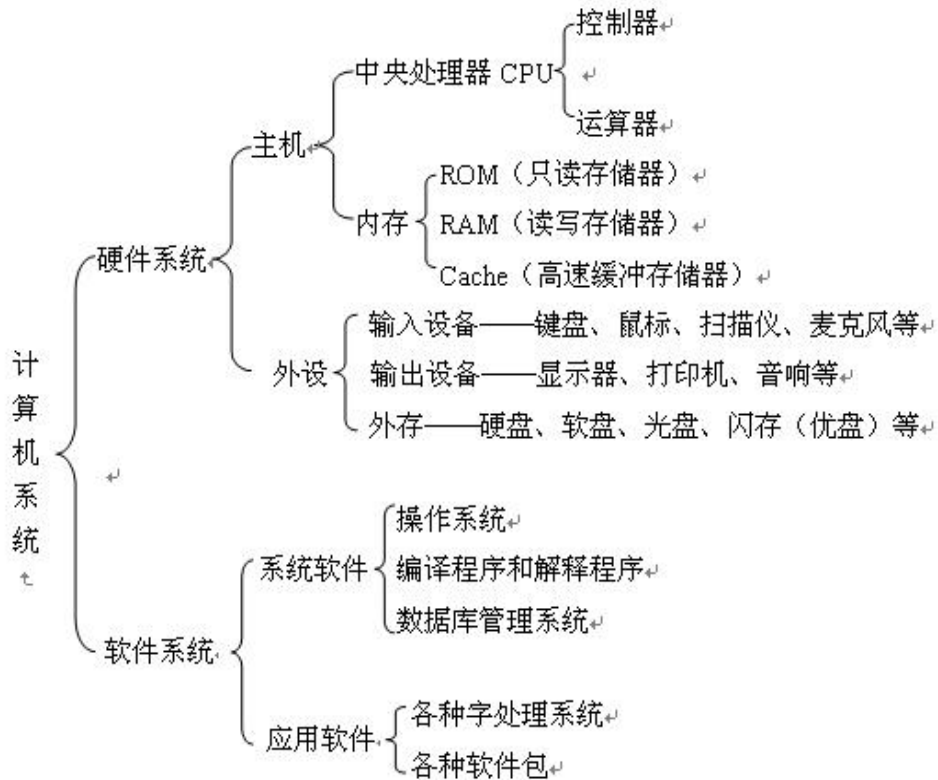 计算机系统
硬件系统
主机
中央处理器 CPU
控制器
运算器
内存
ROM（只读存储器）
RAM（读写存储器）
Cache（高速缓冲存储器）
外设
输入设备——键盘、鼠标、扫描仪、麦克风等
输出设备——显示器、打印机、音响等
外存——硬盘、软盘、光盘、闪存（优盘）等
软件系统
系统软件
操作系统
编译程序和解释程序
数据库管理系统
应用软件
各种字处理系统
各种软件包